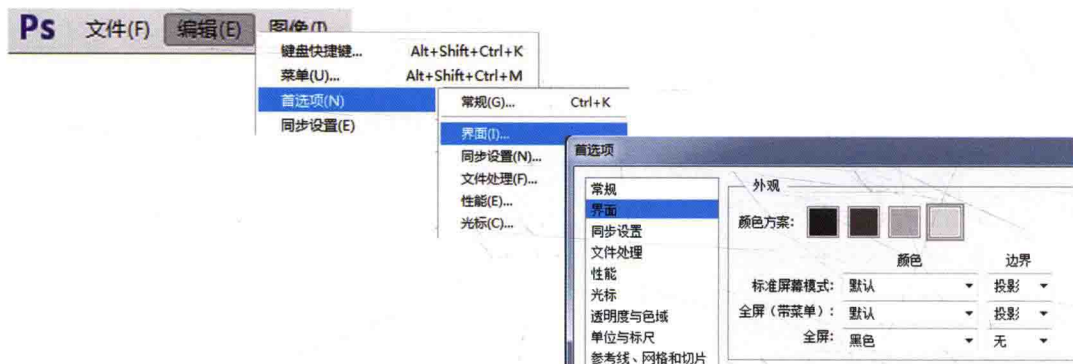 Ps 文件(F) 编辑(E) 图像(I)
键盘快捷键... Alt+Shift+Ctrl+K
菜单(U)... Alt+Shift+Ctrl+M
首选项(N)
同步设置(E)
常规(G)... Ctrl+K
界面(I)...
同步设置(N)...
文件处理(F)...
性能(E)...
光标(C)...
首选项
常规
界面
同步设置
文件处理
性能
光标
透明度与色域
单位与标尺
参考线、网格和切片
外观
颜色方案:
颜色 边界
标准屏幕模式: 默认 投影
全屏（带菜单）: 默认 投影
全屏: 黑色 无